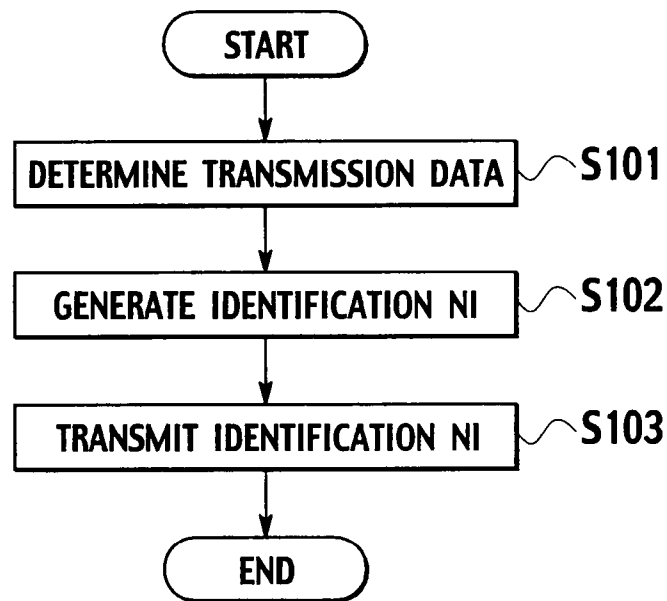 START
DETERMINE TRANSMISSION DATA
S101
GENERATE IDENTIFICATION NI
S102
TRANSMIT IDENTIFICATION NI
S103
END